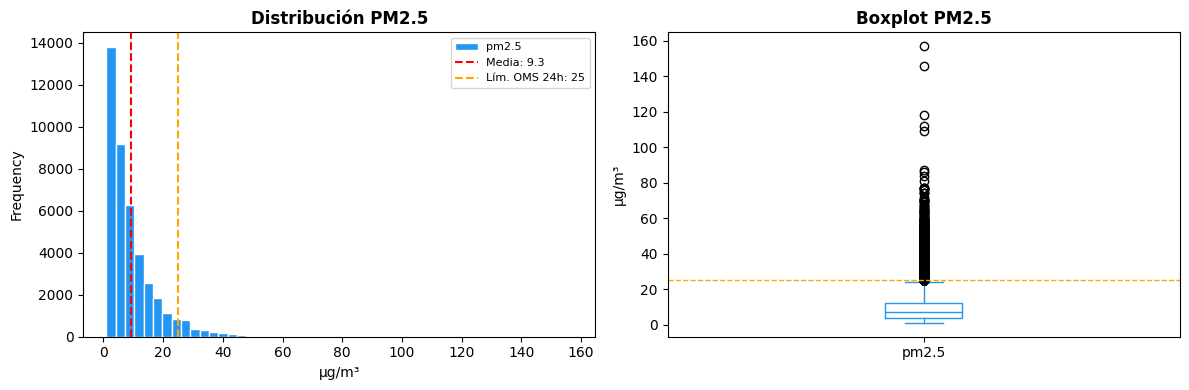 Distribución PM2.5
14000
12000
10000
8000
6000
4000
2000
0
Frequency
0 20 40 60 80 100 120 140 160
µg/m³
pm2.5
Media: 9.3
Lím. OMS 24h: 25
Boxplot PM2.5
160
140
120
100
80
60
40
20
0
µg/m³
pm2.5